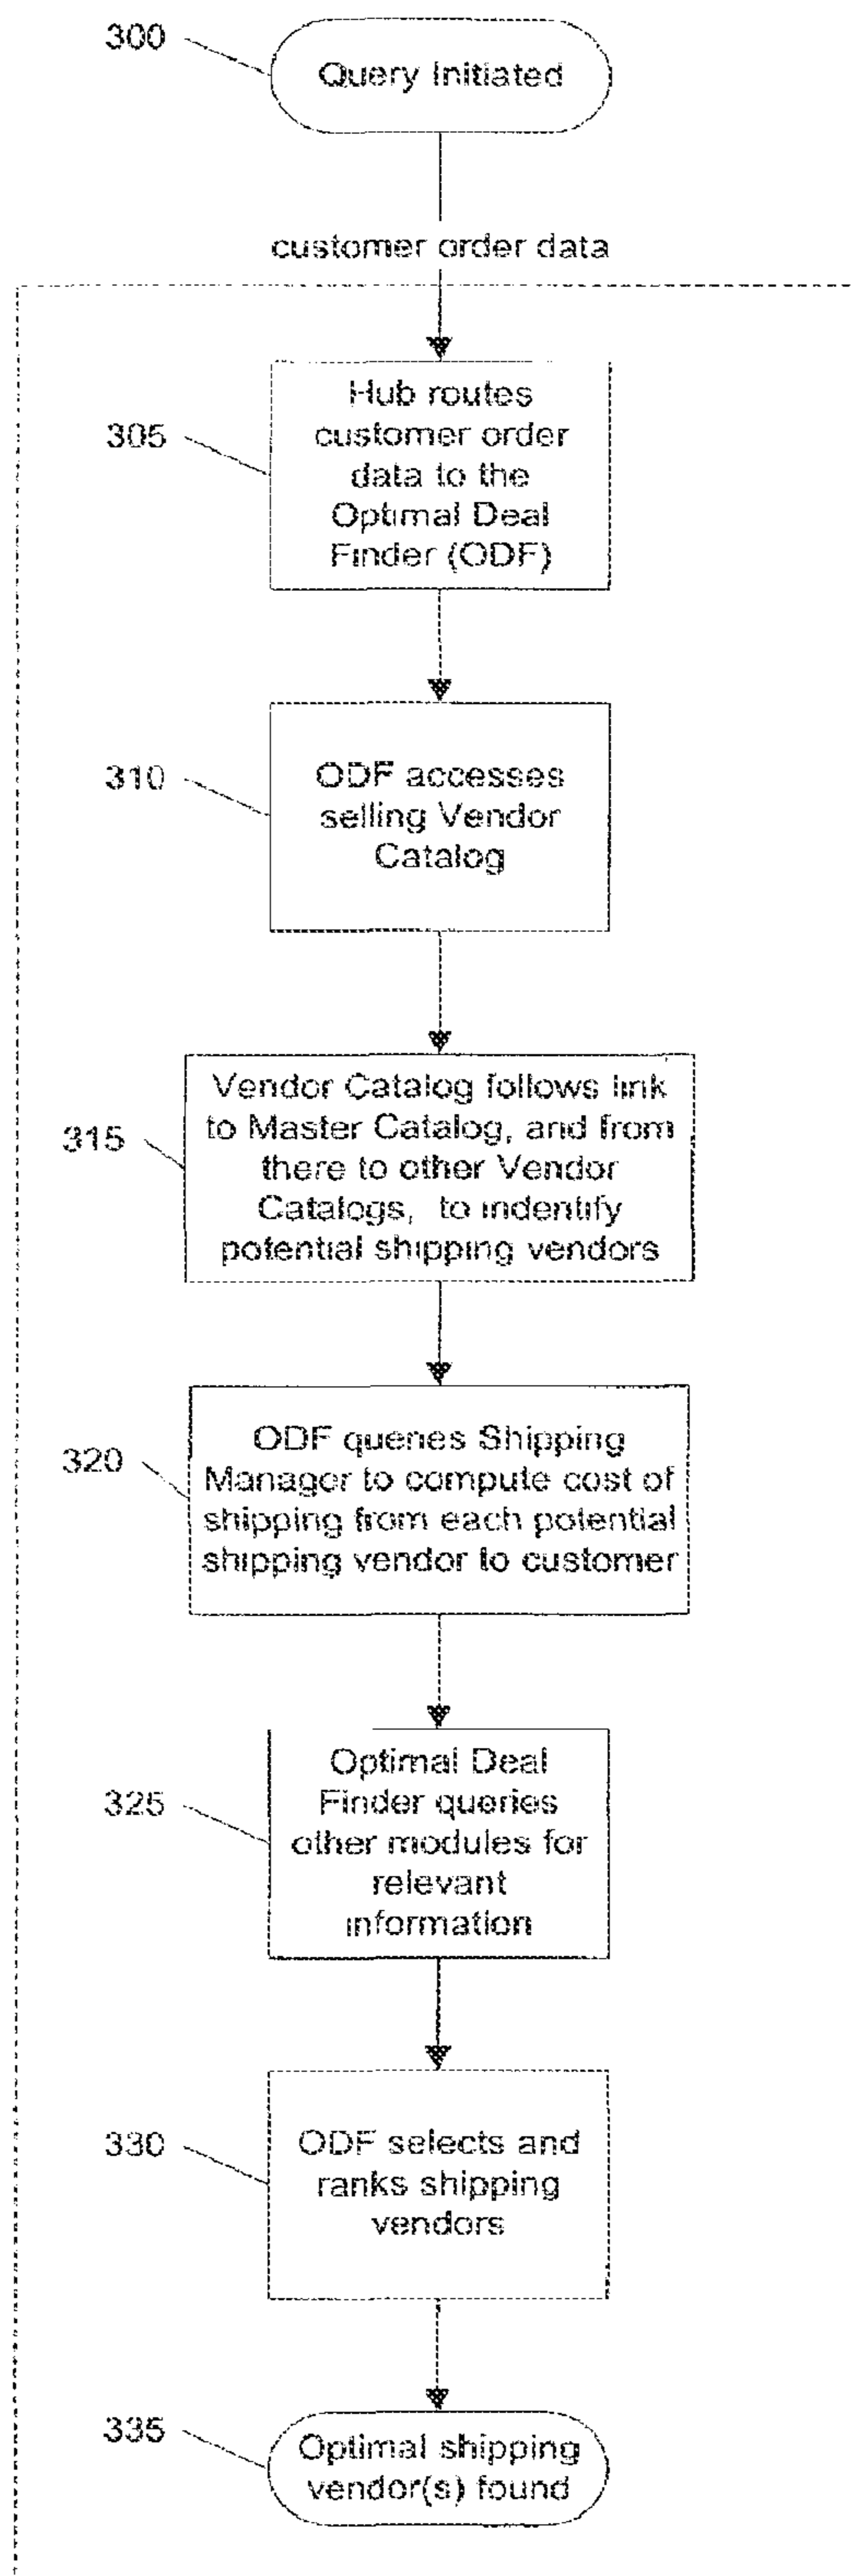 300
Query Initiated
customer order data
305
Hub routes
customer order
data to the
Optimal Deal
Finder (ODF)
310
ODF accesses
selling Vendor
Catalog
315
Vendor Catalog follows link
to Master Catalog, and from
there to other Vendor
Catalogs, to indentify
potential shipping vendors
320
ODF queries Shipping
Manager to compute cost of
shipping from each potential
shipping vendor to customer
325
Optimal Deal
Finder queries
other modules for
relevant
information
330
ODF selects and
ranks shipping
vendors
335
Optimal shipping
vendor(s) found